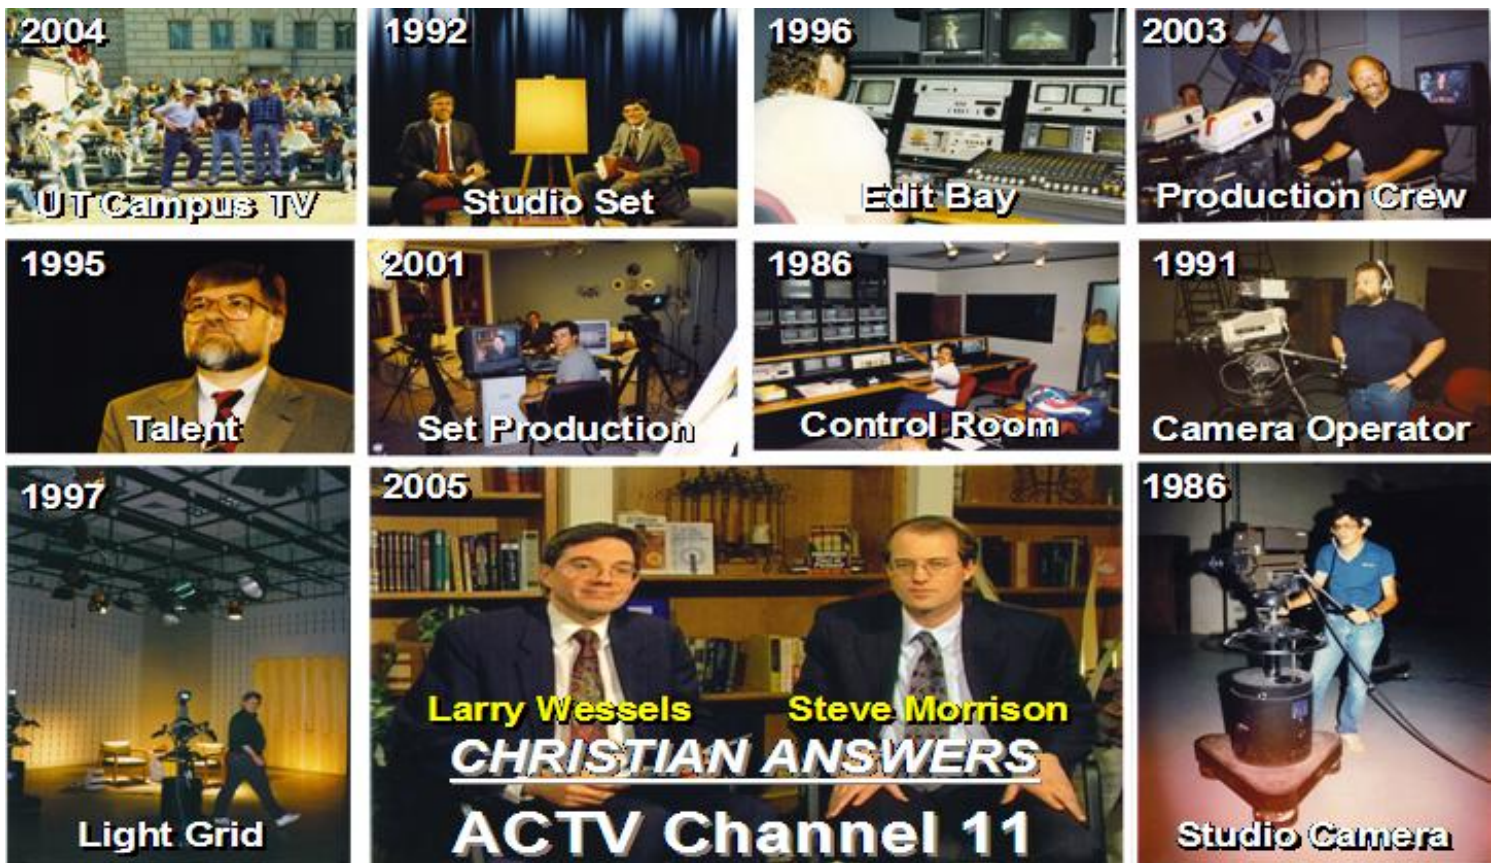 2004
UT Campus TV
1992
Studio Set
1996
Edit Bay
2003
Production Crew
1995
Talent
2001
Set Production
1986
Control Room
1991
Camera Operator
1997
Light Grid
2005
Larry Wessels
Steve Morrison
CHRISTIAN ANSWERS
ACTV Channel 11
1986
Studio Camera